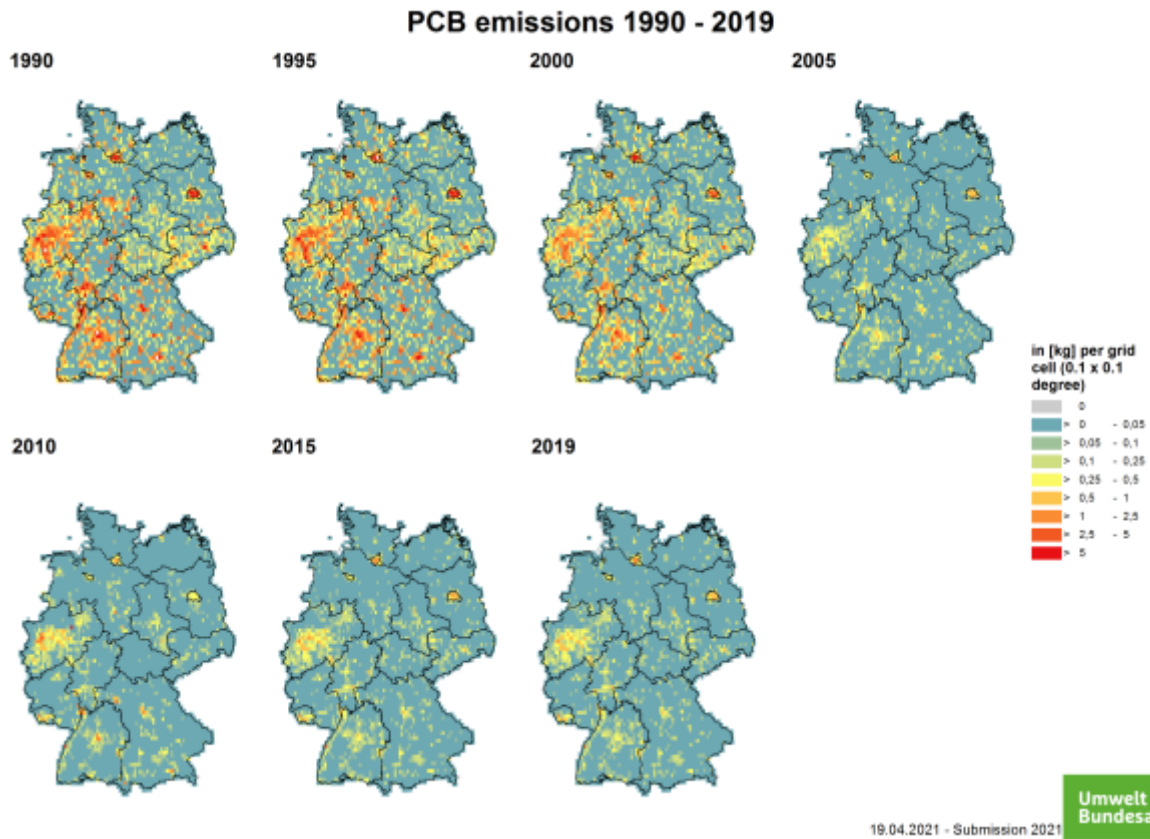 PCB emissions 1990 - 2019
1990
1995
2000
2005
in [kg] per grid
cell (0.1 x 0.1
degree)
0
> 0 - 0,05
> 0,05 - 0,1
> 0,1 - 0,25
> 0,25 - 0,5
> 0,5 - 1
> 1 - 2,5
> 2,5 - 5
> 5
2010
2015
2019
Umwelt
Bundesa
19.04.2021 - Submission 2021